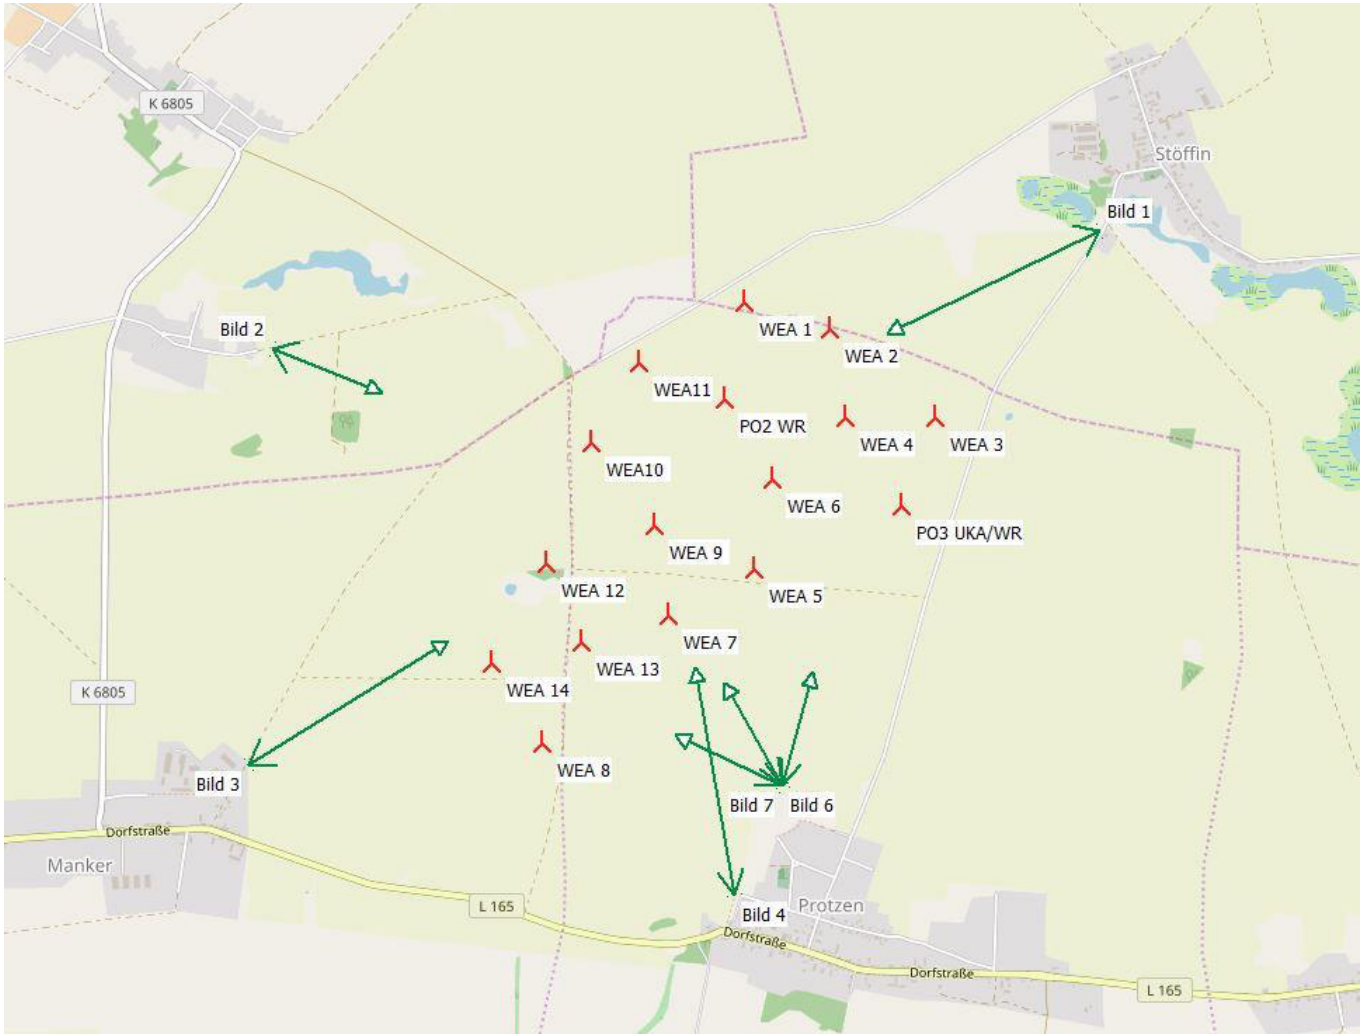 K 6805
Stöffin
Bild 1
Bild 2
WEA 1
WEA 2
WEA11
PO2 WR
WEA 4
WEA 3
WEA10
WEA 6
PO3 UKA/WR
WEA 9
WEA 12
WEA 5
WEA 7
WEA 13
K 6805
WEA 14
WEA 8
Bild 3
Bild 7
Bild 6
Dorfstraße
Manker
L 165
Protzen
Bild 4
Dorfstraße
Dorfstraße
L 165